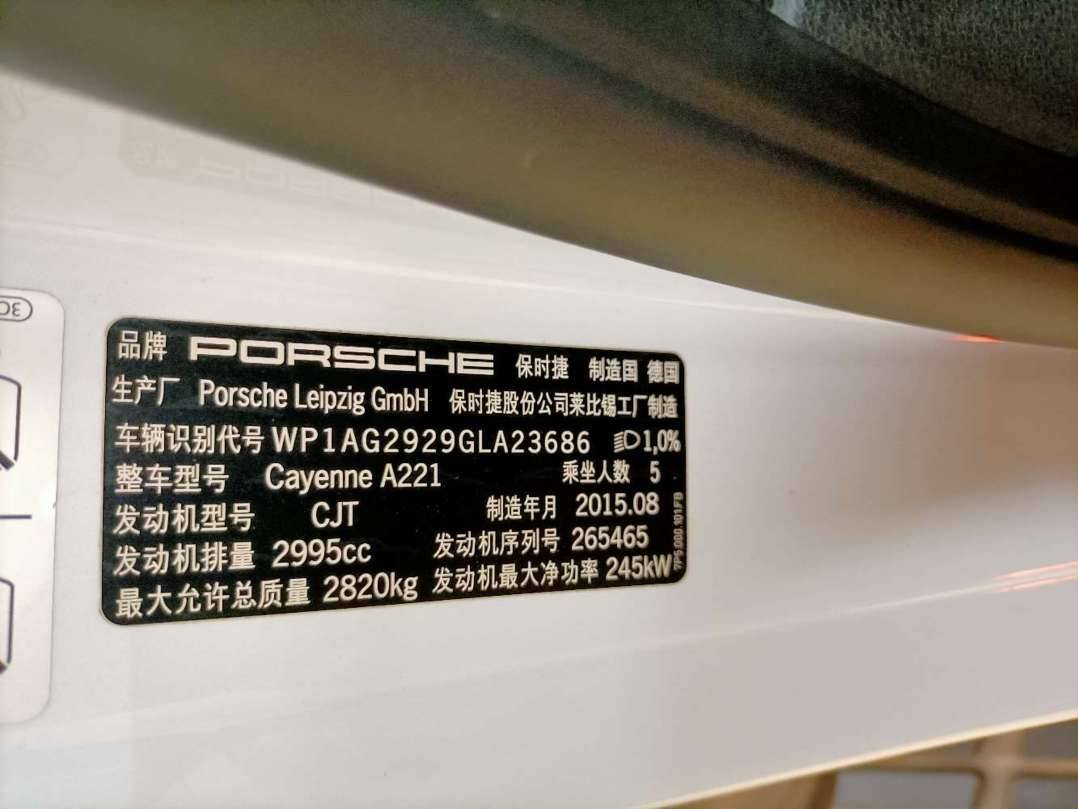 品牌 PORSCHE 保时捷 制造国 德国
生产厂 Porsche Leipzig GmbH 保时捷股份公司莱比锡工厂制造
车辆识别代号 WP1AG2929GLA23686 1,0%
整车型号 Cayenne A221 乘坐人数 5
发动机型号 CJT 制造年月 2015.08
发动机排量 2995cc 发动机序列号 265465
最大允许总质量 2820kg 发动机最大净功率 245kW
7P5.000.101.FB